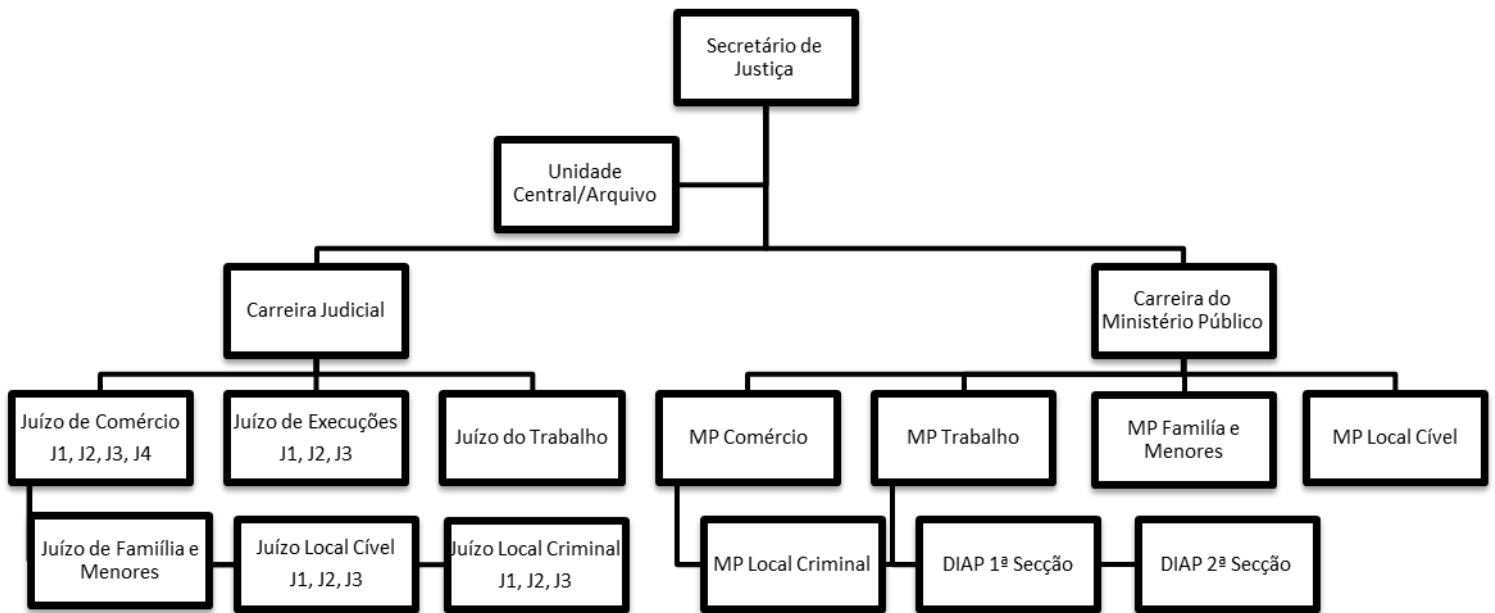 Secretário de
Justiça
Unidade
Central/Arquivo
Carreira Judicial
Carreira do
Ministério Público
Juízo de Comércio
J1, J2, J3, J4
Juízo de Execuções
J1, J2, J3
Juízo do Trabalho
MP Comércio
MP Trabalho
MP Familía e
Menores
MP Local Cível
Juízo de Famiília e
Menores
Juízo Local Cível
J1, J2, J3
Juízo Local Criminal
J1, J2, J3
MP Local Criminal
DIAP 1ª Secção
DIAP 2ª Secção